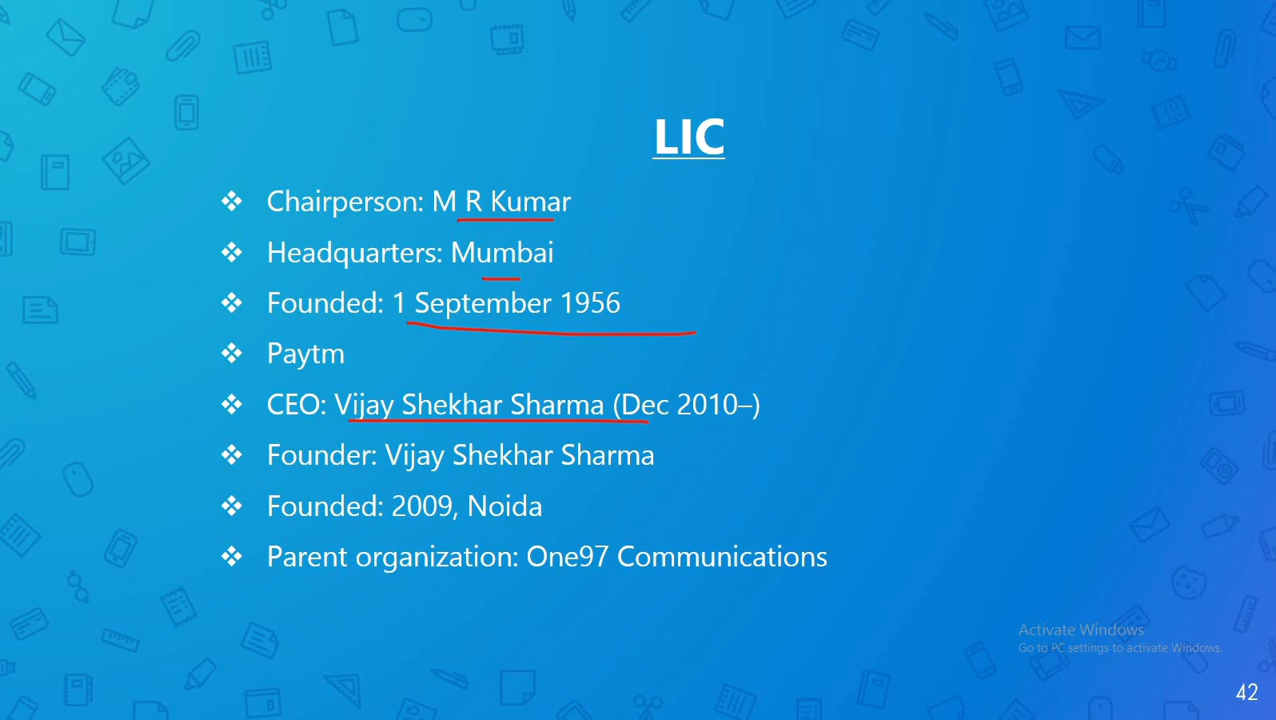 LIC
❖ Chairperson: M R Kumar
❖ Headquarters: Mumbai
❖ Founded: 1 September 1956
❖ Paytm
❖ CEO: Vijay Shekhar Sharma (Dec 2010–)
❖ Founder: Vijay Shekhar Sharma
❖ Founded: 2009, Noida
❖ Parent organization: One97 Communications
Activate Windows
Go to PC settings to activate Windows.
42